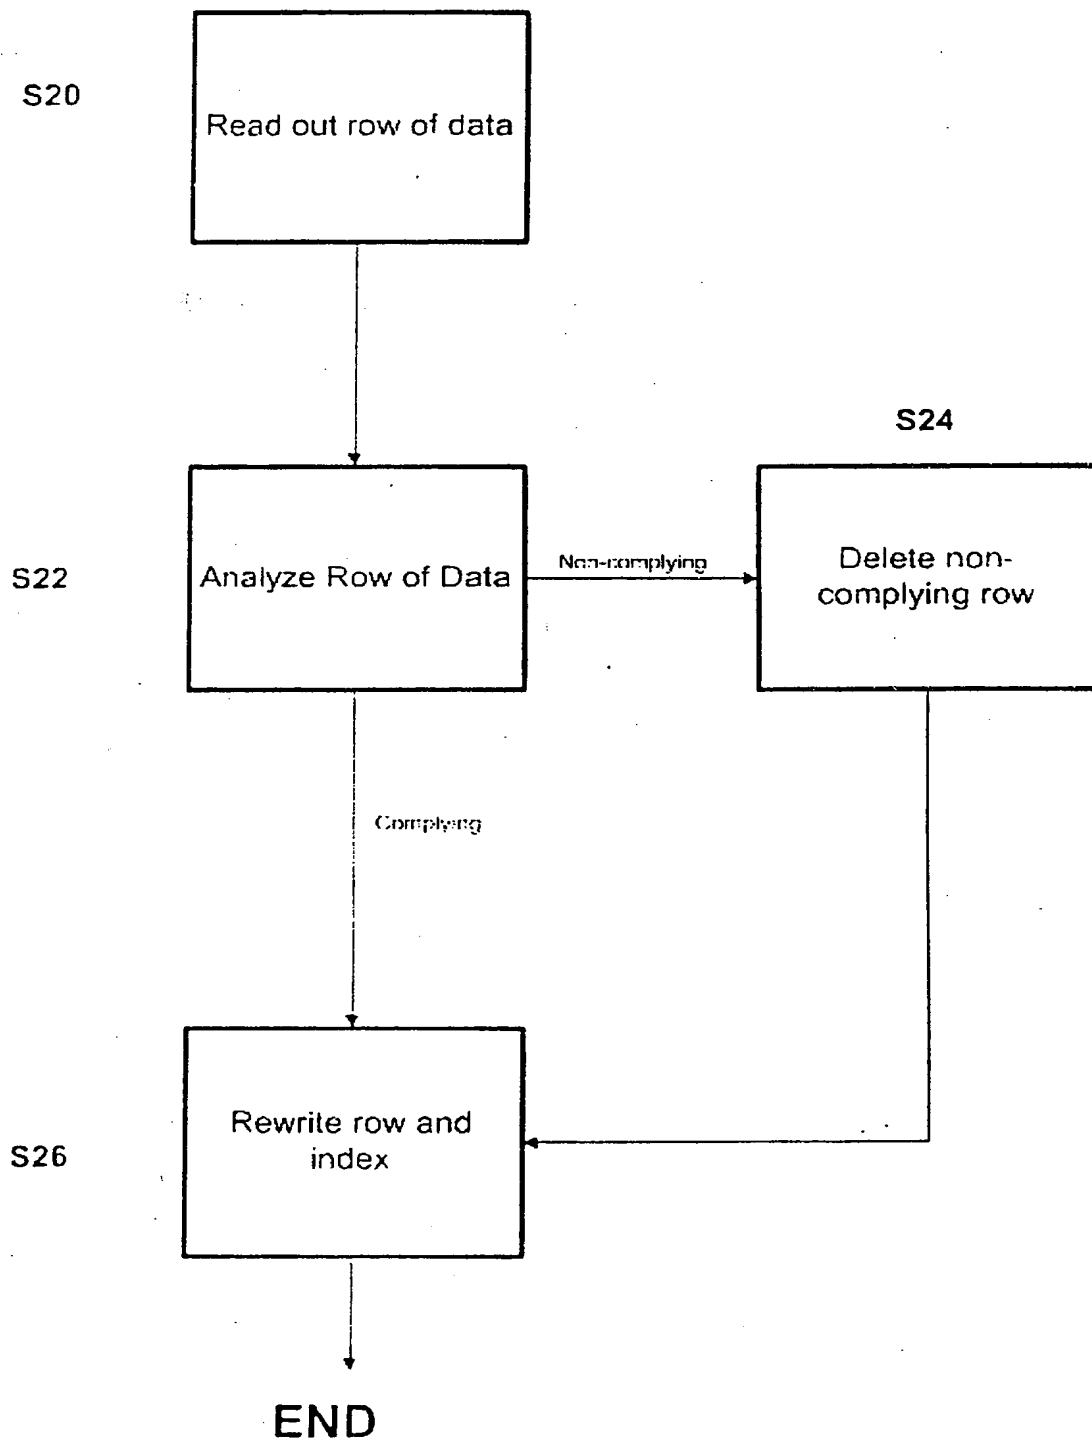 S20
Read out row of data
S24
S22
Analyze Row of Data
Non-complying
Delete non-
complying row
Complying
S26
Rewrite row and
index
END